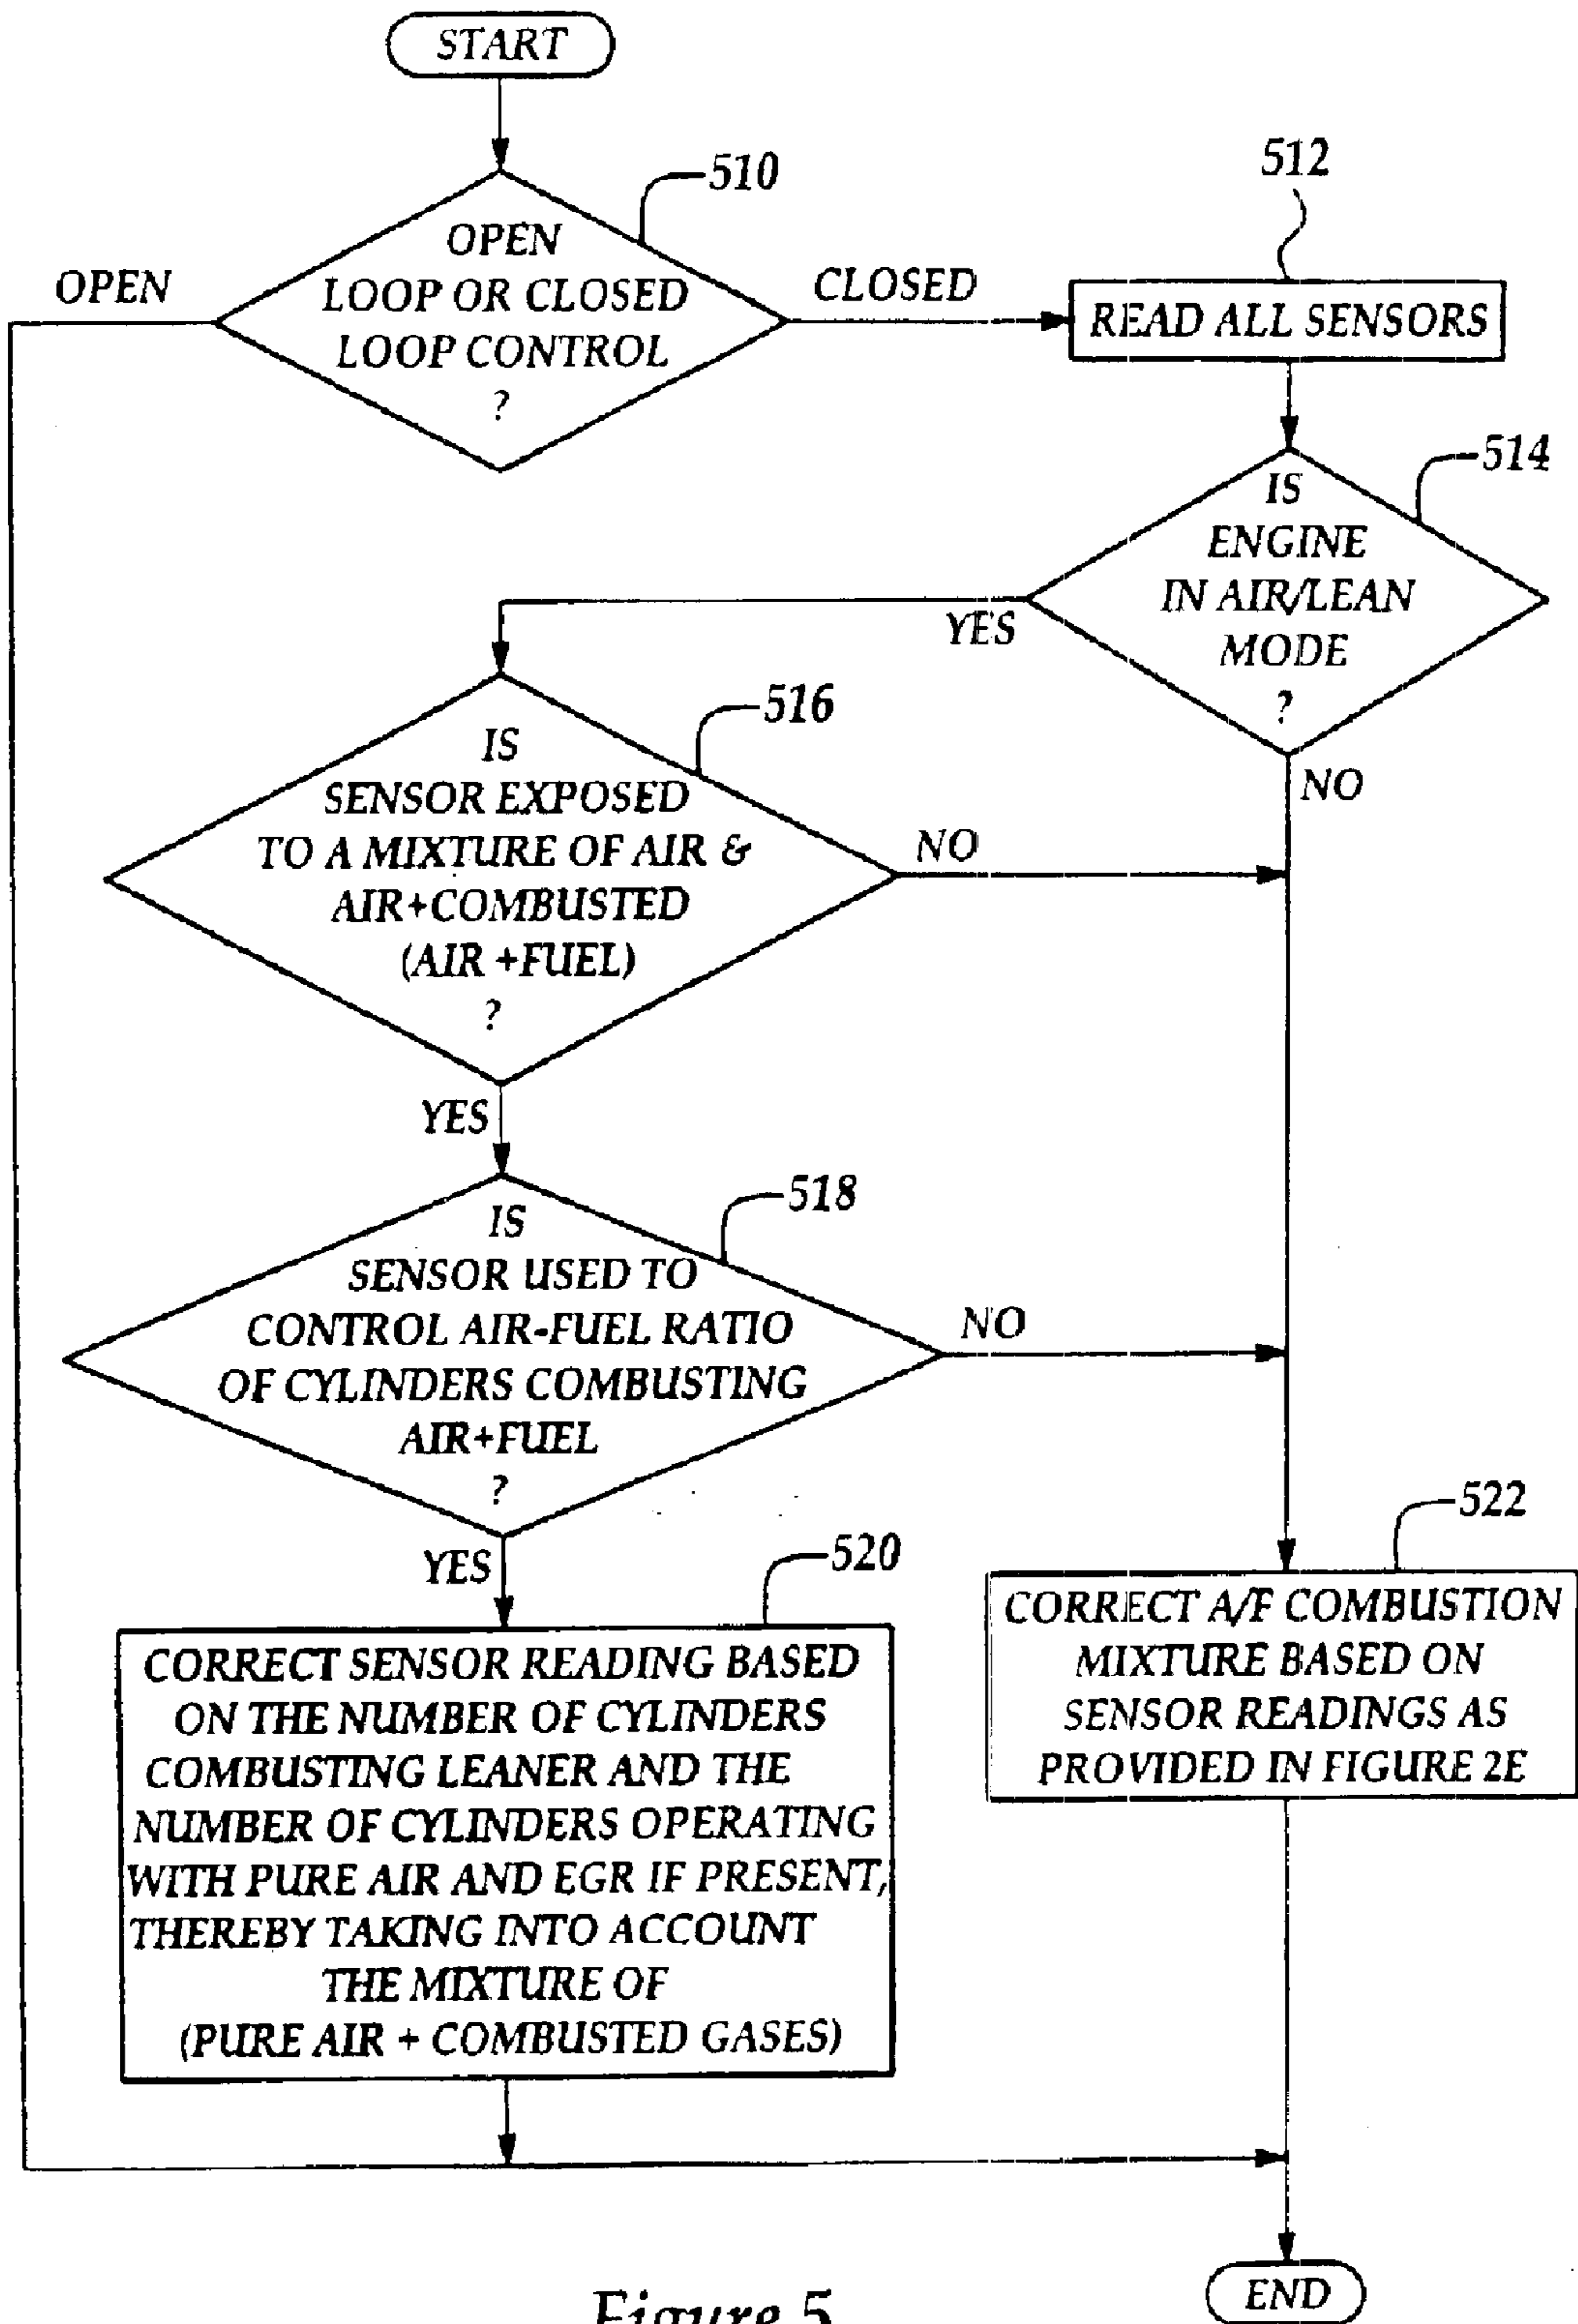 START
510
OPEN
LOOP OR CLOSED
LOOP CONTROL
?
OPEN
CLOSED
512
READ ALL SENSORS
514
IS
ENGINE
IN AIR/LEAN
MODE
?
YES
NO
516
IS
SENSOR EXPOSED
TO A MIXTURE OF AIR &
AIR+COMBUSTED
(AIR +FUEL)
?
NO
YES
518
IS
SENSOR USED TO
CONTROL AIR-FUEL RATIO
OF CYLINDERS COMBUSTING
AIR+FUEL
?
NO
YES
520
CORRECT SENSOR READING BASED
ON THE NUMBER OF CYLINDERS
COMBUSTING LEANER AND THE
NUMBER OF CYLINDERS OPERATING
WITH PURE AIR AND EGR IF PRESENT,
THEREBY TAKING INTO ACCOUNT
THE MIXTURE OF
(PURE AIR + COMBUSTED GASES)
522
CORRECT A/F COMBUSTION
MIXTURE BASED ON
SENSOR READINGS AS
PROVIDED IN FIGURE 2E
END
Figure 5